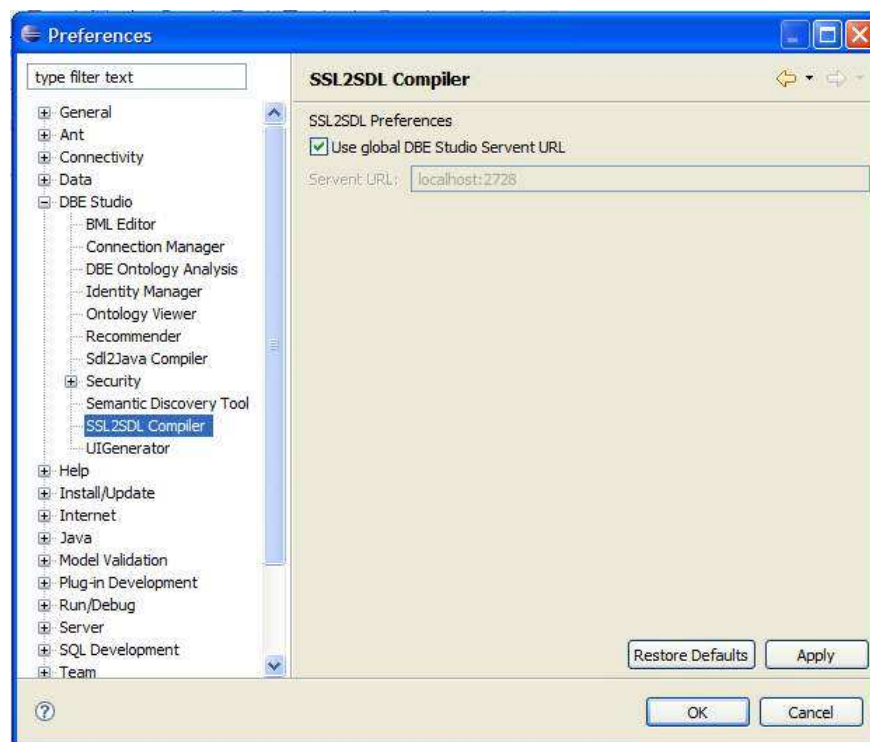 Preferences
type filter text
General
Ant
Connectivity
Data
DBE Studio
BML Editor
Connection Manager
DBE Ontology Analysis
Identity Manager
Ontology Viewer
Recommender
Sdl2Java Compiler
Security
Semantic Discovery Tool
SSL2SDL Compiler
UIGenerator
Help
Install/Update
Internet
Java
Model Validation
Plug-in Development
Run/Debug
Server
SQL Development
Team
SSL2SDL Compiler
SSL2SDL Preferences
Use global DBE Studio Servent URL
Servent URL: localhost:2728
Restore Defaults Apply
OK Cancel